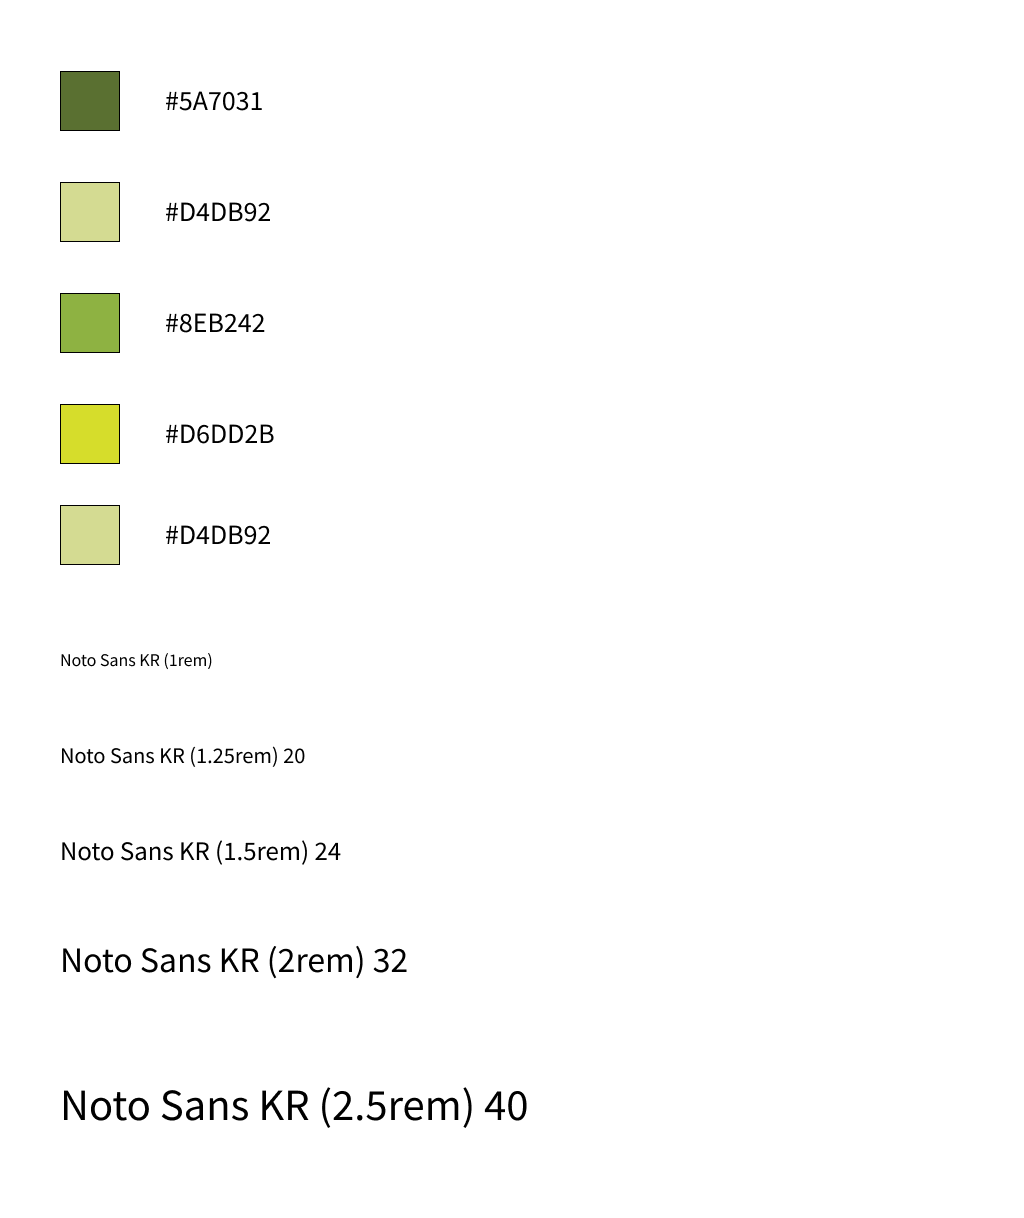 #5A7031
#D4DB92
#8EB242
#D6DD2B
#D4DB92
Noto Sans KR (1rem)
Noto Sans KR (1.25rem) 20
Noto Sans KR (1.5rem) 24
Noto Sans KR (2rem) 32
Noto Sans KR (2.5rem) 40